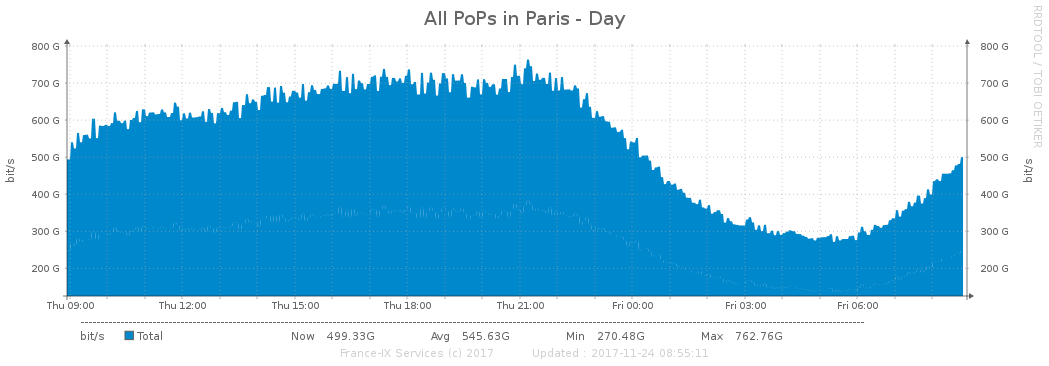 All PoPs in Paris - Day
RRDTOOL / TOBI OETIKER
bit/s
bit/s
800 G 800 G
700 G 700 G
600 G 600 G
500 G 500 G
400 G 400 G
300 G 300 G
200 G 200 G
Thu 09:00 Thu 12:00 Thu 15:00 Thu 18:00 Thu 21:00 Fri 00:00 Fri 03:00 Fri 06:00
bit/s Total Now 499.33G Avg 545.63G Min 270.48G Max 762.76G
France-IX Services (c) 2017 Updated : 2017-11-24 08:55:11